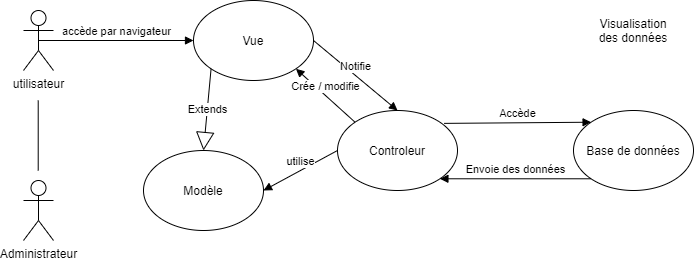 Visualisation
des données
accède par navigateur
Vue
utilisateur
Notifie
Crée / modifie
Extends
Accède
Controleur
Base de données
utilise
Envoie des données
Modèle
Administrateur